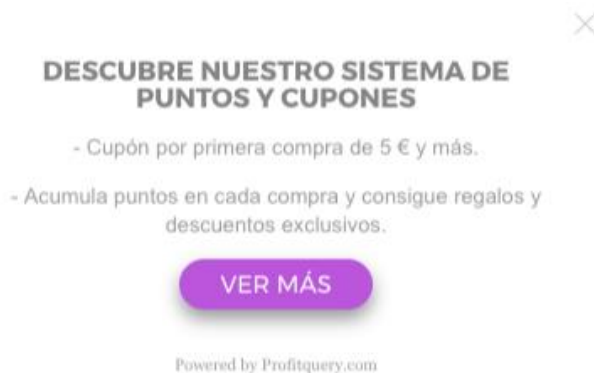 DESCUBRE NUESTRO SISTEMA DE
PUNTOS Y CUPONES
- Cupón por primera compra de 5 € y más.
- Acumula puntos en cada compra y consigue regalos y
descuentos exclusivos.
VER MÁS
Powered by Profitquery.com